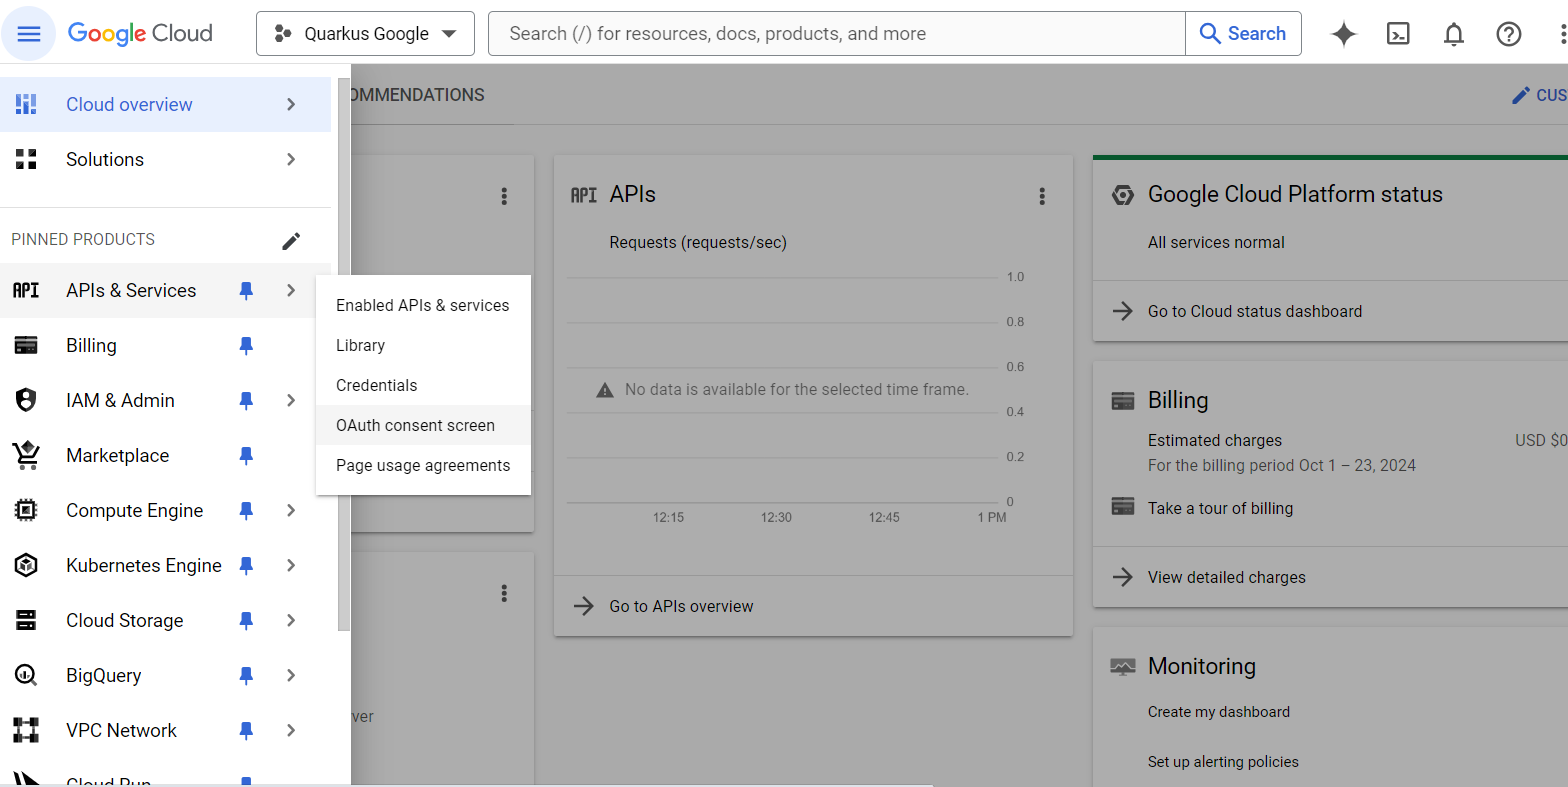 Google Cloud
Quarkus Google
Search (/) for resources, docs, products, and more
Search
Cloud overview
Solutions
PINNED PRODUCTS
API
APIs & Services
Billing
IAM & Admin
Marketplace
Compute Engine
Kubernetes Engine
Cloud Storage
BigQuery
VPC Network
Cloud Run
Enabled APIs & services
Library
Credentials
OAuth consent screen
Page usage agreements
OMMENDATIONS
CUS
API APIs
Requests (requests/sec)
1.0
0.8
0.6
No data is available for the selected time frame.
0.4
0.2
0
12:15 12:30 12:45 1 PM
Go to APIs overview
ver
Google Cloud Platform status
All services normal
Go to Cloud status dashboard
Billing
Estimated charges USD $0
For the billing period Oct 1 – 23, 2024
Take a tour of billing
View detailed charges
Monitoring
Create my dashboard
Set up alerting policies